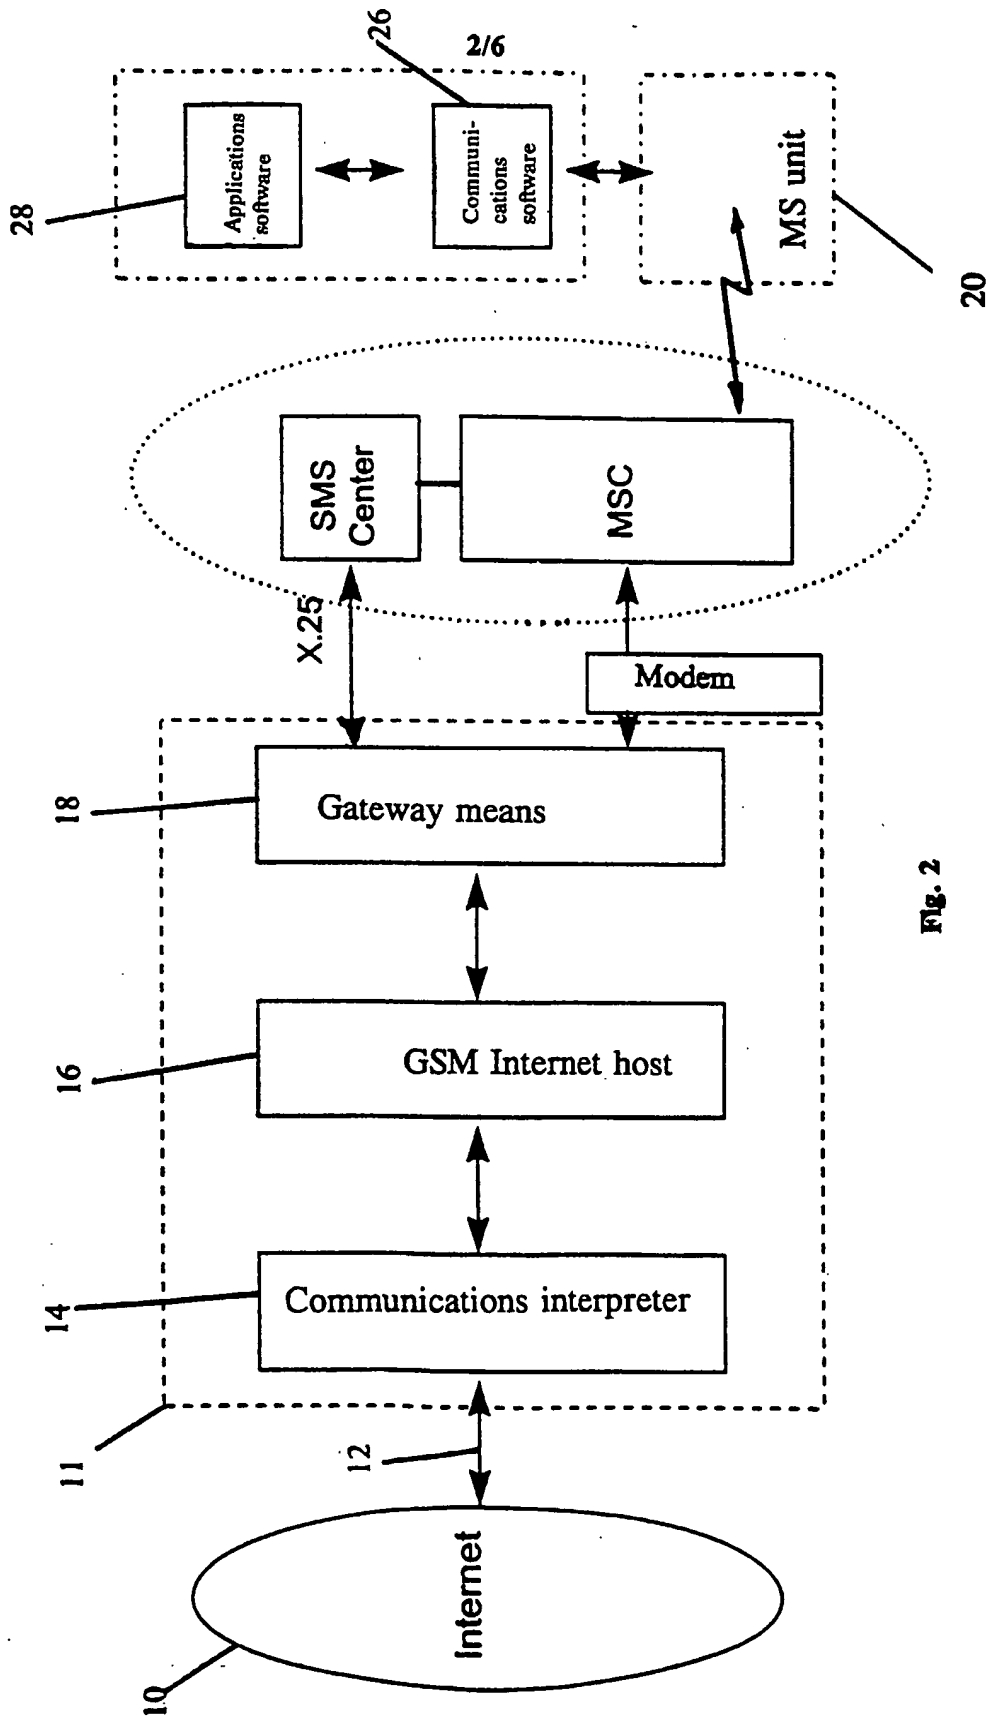 2/6
26
28
Applications
software
Communi-
cations
software
MS unit
20
SMS
Center
MSC
X.25
Modem
18
Gateway means
16
GSM Internet host
14
Communications interpreter
11
12
Internet
10
Fig. 2